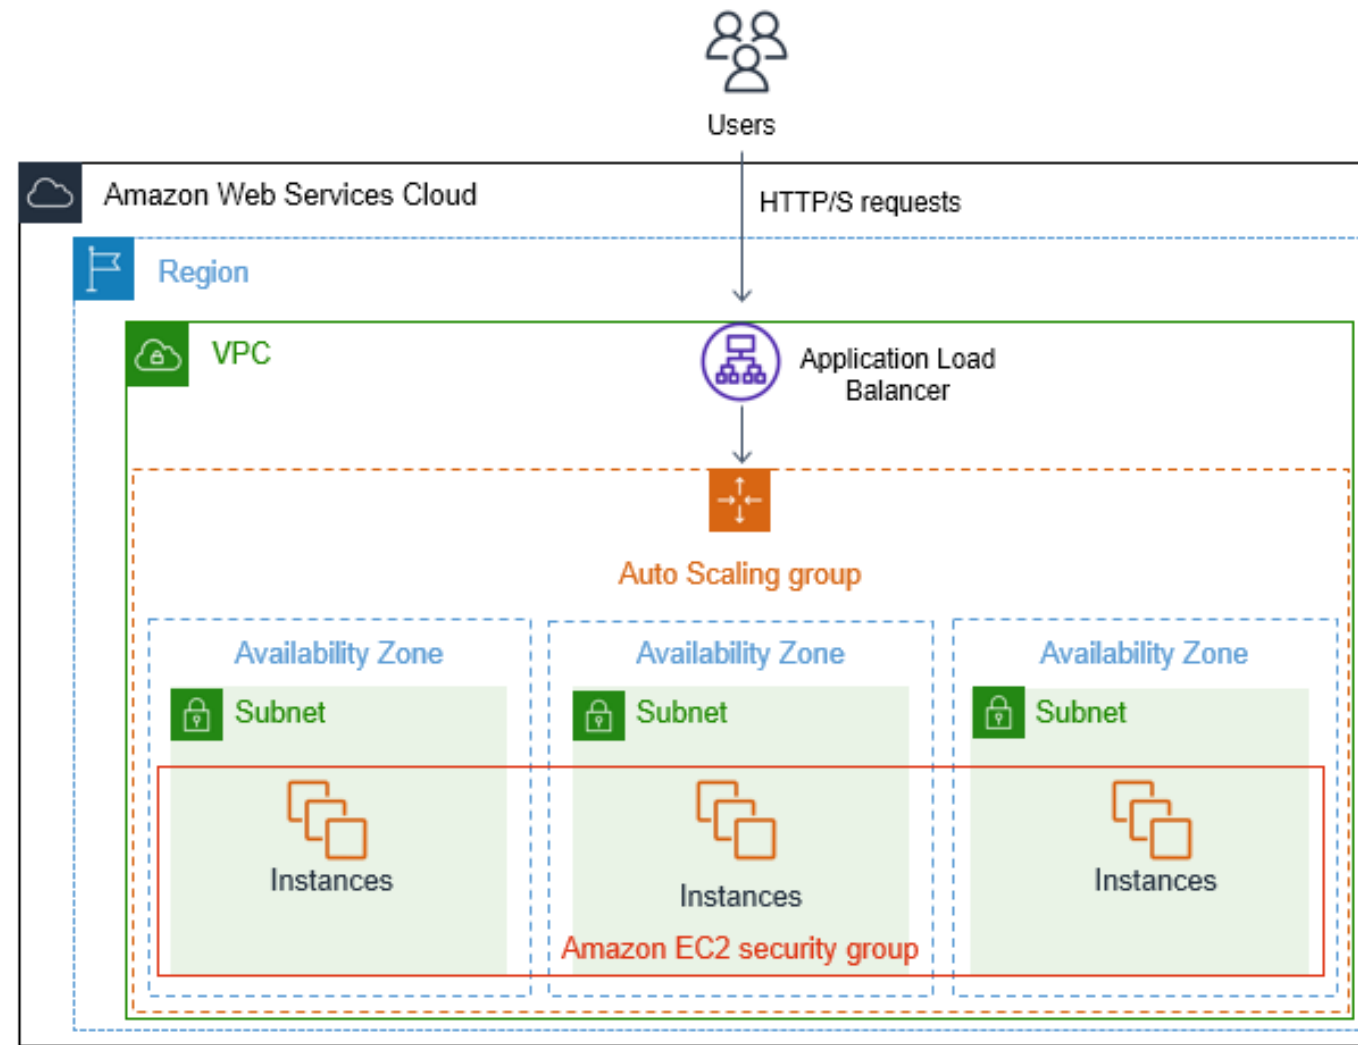 Users
Amazon Web Services Cloud
HTTP/S requests
Region
VPC
Application Load
Balancer
Auto Scaling group
Availability Zone
Availability Zone
Availability Zone
Subnet
Subnet
Subnet
Instances
Instances
Instances
Amazon EC2 security group